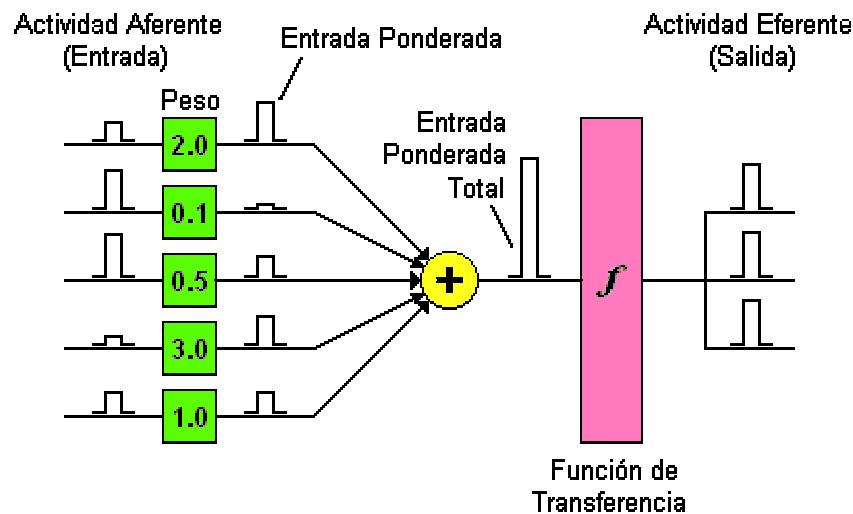 Actividad Aferente
(Entrada)
Entrada Ponderada
Actividad Eferente
(Salida)
Peso
2.0
0.1
0.5
3.0
1.0
+
Entrada
Ponderada
Total
f
Función de
Transferencia